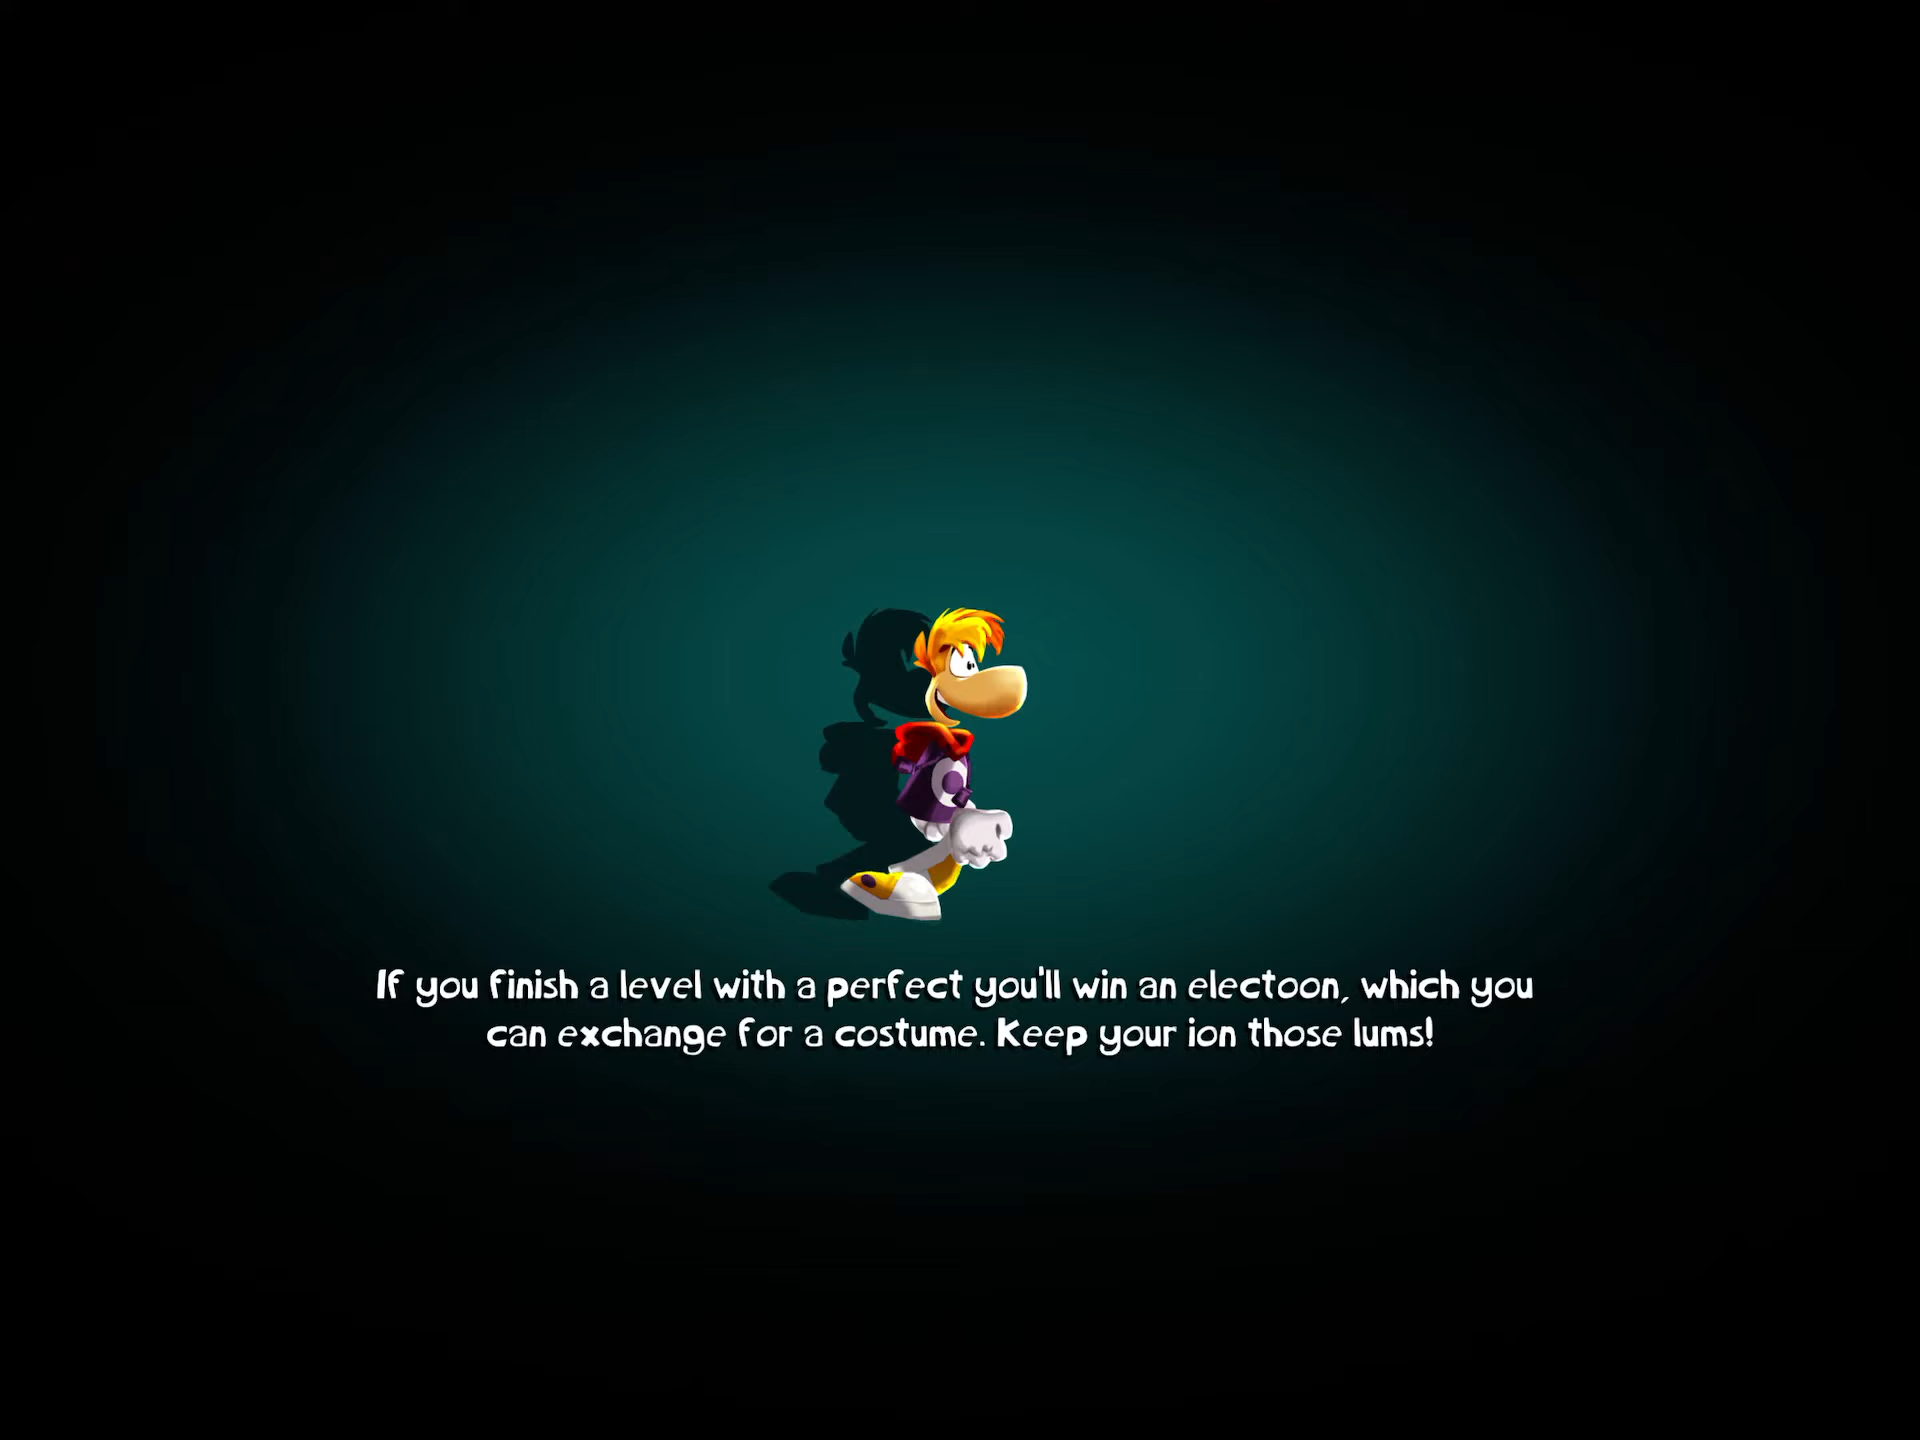 If you finish a level with a perfect you'll win an electoon, which you
can exchange for a costume. Keep your ion those lums!